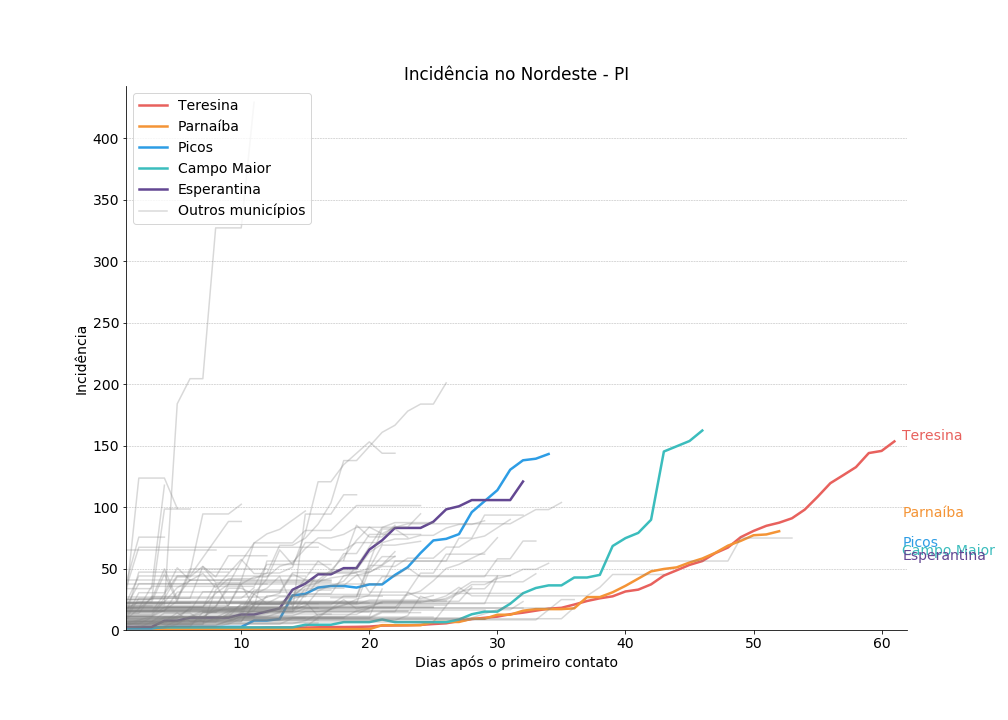 Incidência no Nordeste - PI
Teresina
Parnaíba
Picos
Campo Maior
Esperantina
Outros municípios
Incidência
400
350
300
250
200
150
100
50
0
10
20
30
40
50
60
Dias após o primeiro contato
Teresina
Parnaíba
Picos
Campo Maior
Esperantina